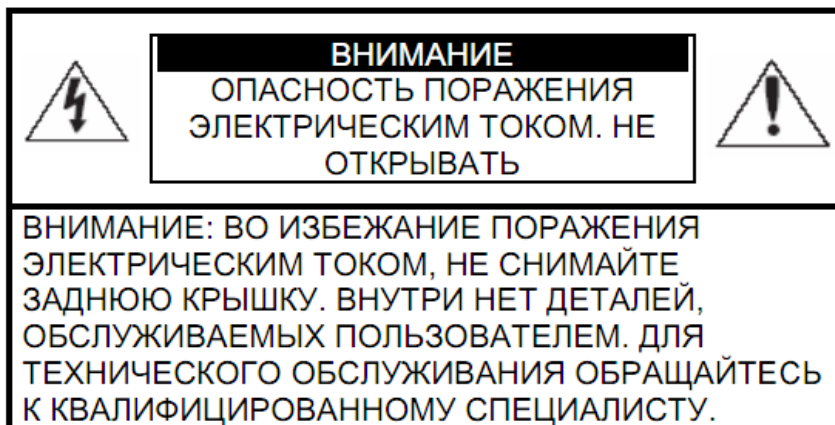 ВНИМАНИЕ
ОПАСНОСТЬ ПОРАЖЕНИЯ
ЭЛЕКТРИЧЕСКИМ ТОКОМ. НЕ
ОТКРЫВАТЬ
ВНИМАНИЕ: ВО ИЗБЕЖАНИЕ ПОРАЖЕНИЯ
ЭЛЕКТРИЧЕСКИМ ТОКОМ, НЕ СНИМАЙТЕ
ЗАДНЮЮ КРЫШКУ. ВНУТРИ НЕТ ДЕТАЛЕЙ,
ОБСЛУЖИВАЕМЫХ ПОЛЬЗОВАТЕЛЕМ. ДЛЯ
ТЕХНИЧЕСКОГО ОБСЛУЖИВАНИЯ ОБРАЩАЙТЕСЬ
К КВАЛИФИЦИРОВАННОМУ СПЕЦИАЛИСТУ.